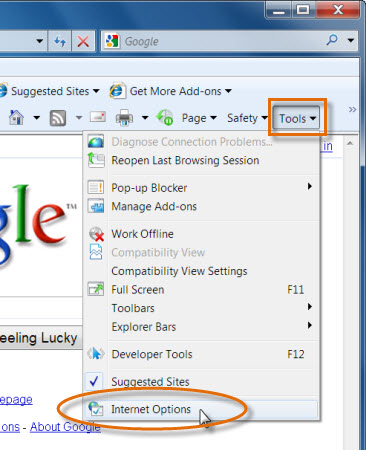 Google
Suggested Sites
Get More Add-ons
Page
Safety
Tools
Diagnose Connection Problems...
in
Reopen Last Browsing Session
Pop-up Blocker
Manage Add-ons
Work Offline
Compatibility View
Compatibility View Settings
Full Screen F11
Toolbars
Explorer Bars
eeling Lucky
Developer Tools F12
Suggested Sites
epage
Internet Options
ons - About Google
gle™